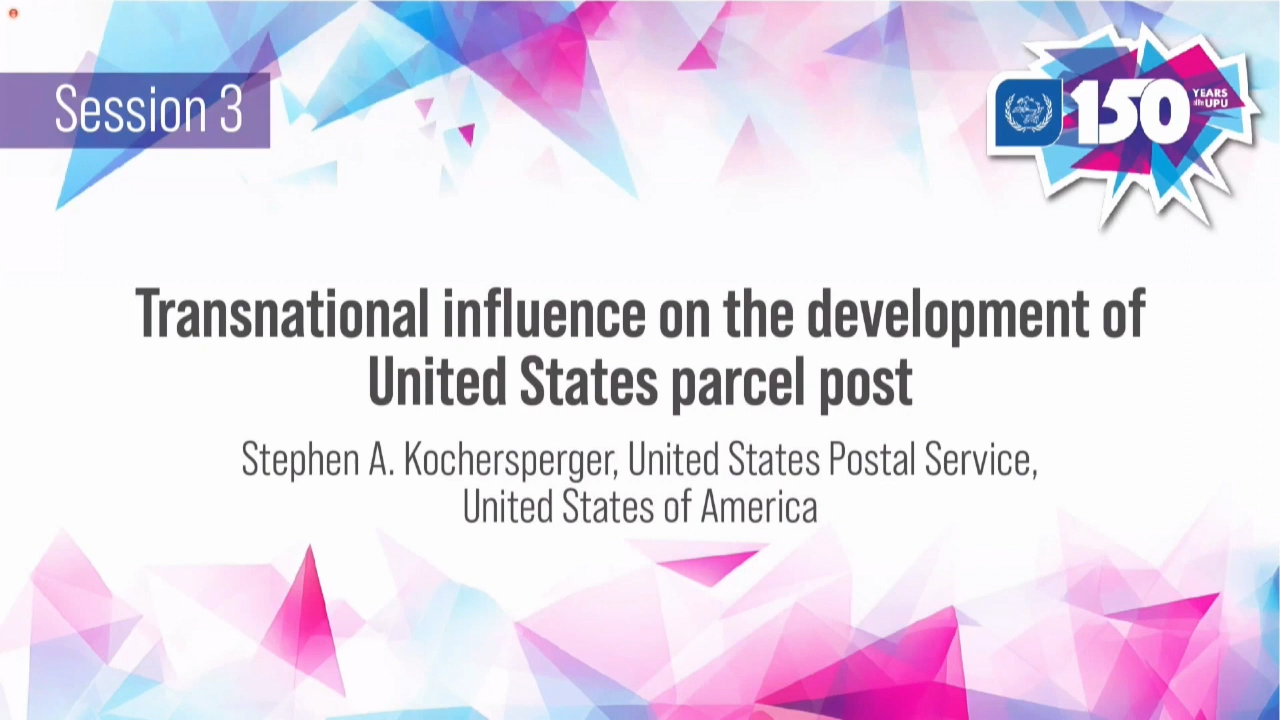 Session 3
150
YEARS
UPU
Transnational influence on the development of
United States parcel post
Stephen A. Kochersperger, United States Postal Service,
United States of America